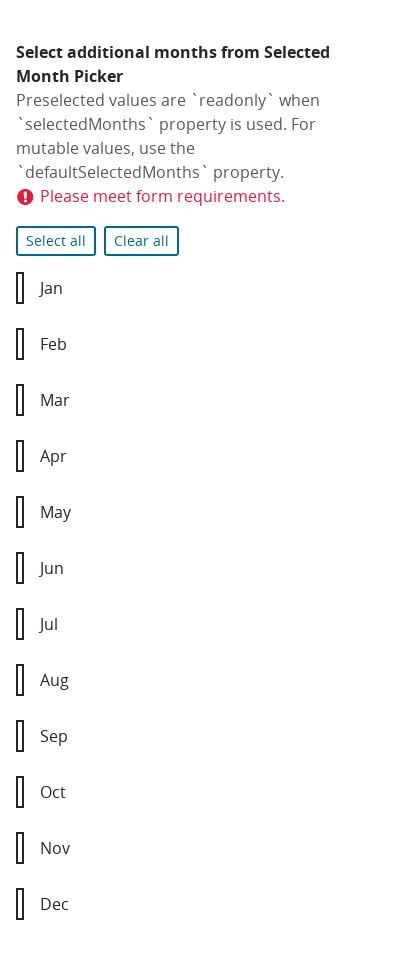 Select additional months from Selected
Month Picker
Preselected values are `readonly` when
`selectedMonths` property is used. For
mutable values, use the
`defaultSelectedMonths` property.
Please meet form requirements.
Select all Clear all
Jan
Feb
Mar
Apr
May
Jun
Jul
Aug
Sep
Oct
Nov
Dec